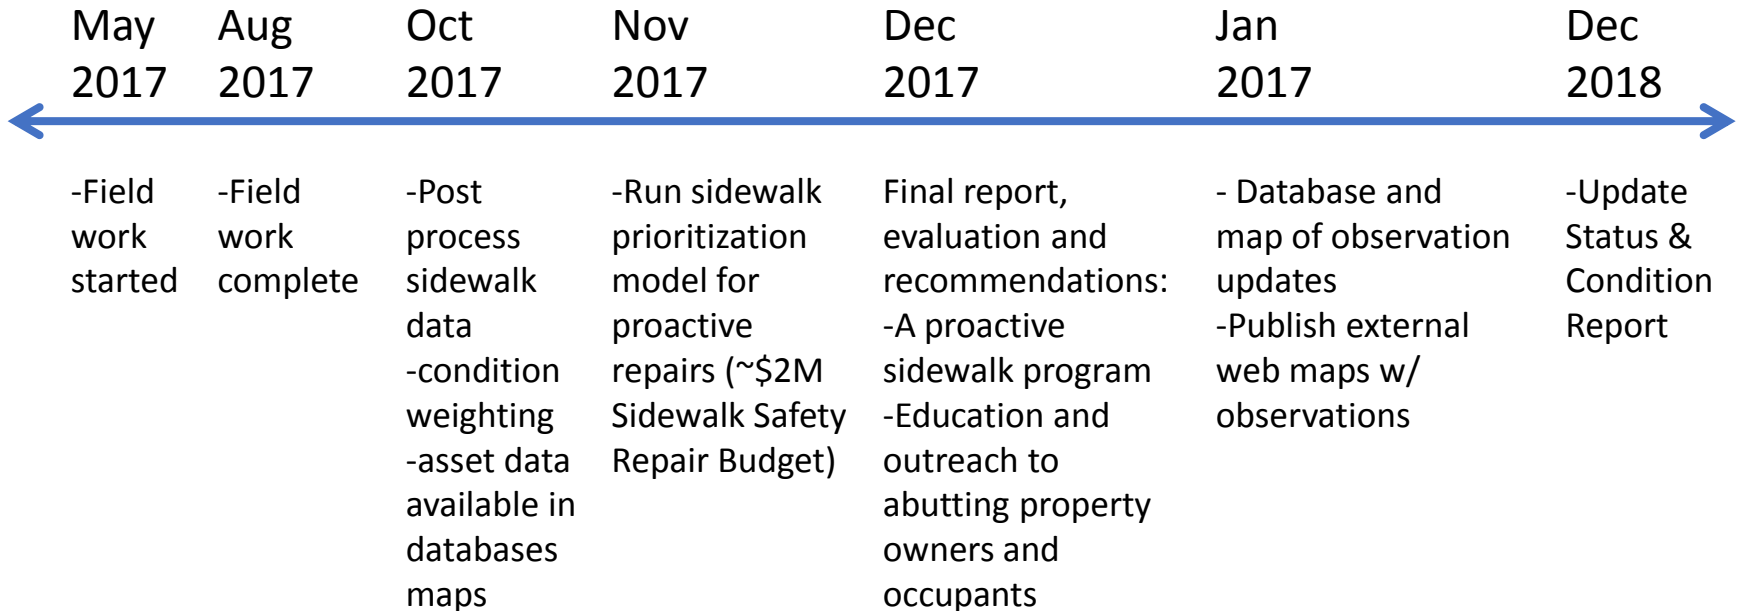 May
2017
Aug
2017
Oct
2017
Nov
2017
Dec
2017
Jan
2017
Dec
2018
-Field
work
started
-Field
work
complete
-Post
process
sidewalk
data
-condition
weighting
-asset data
available in
databases
maps
-Run sidewalk
prioritization
model for
proactive
repairs (~$2M
Sidewalk Safety
Repair Budget)
Final report,
evaluation and
recommendations:
-A proactive
sidewalk program
-Education and
outreach to
abutting property
owners and
occupants
- Database and
map of observation
updates
-Publish external
web maps w/
observations
-Update
Status &
Condition
Report